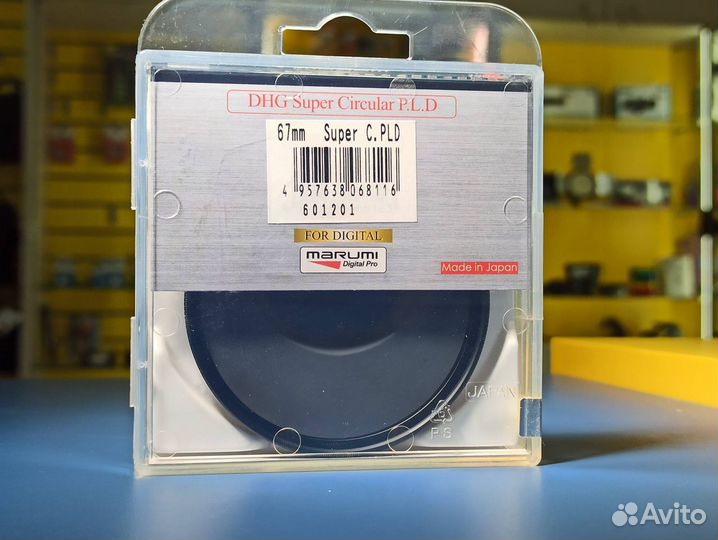 DHG Super Circular P.L.D
67mm Super C.PLD
4 957638 068116
601201
FOR DIGITAL
marumi
Digital Pro
Made in Japan
JAPAN
PS
Avito